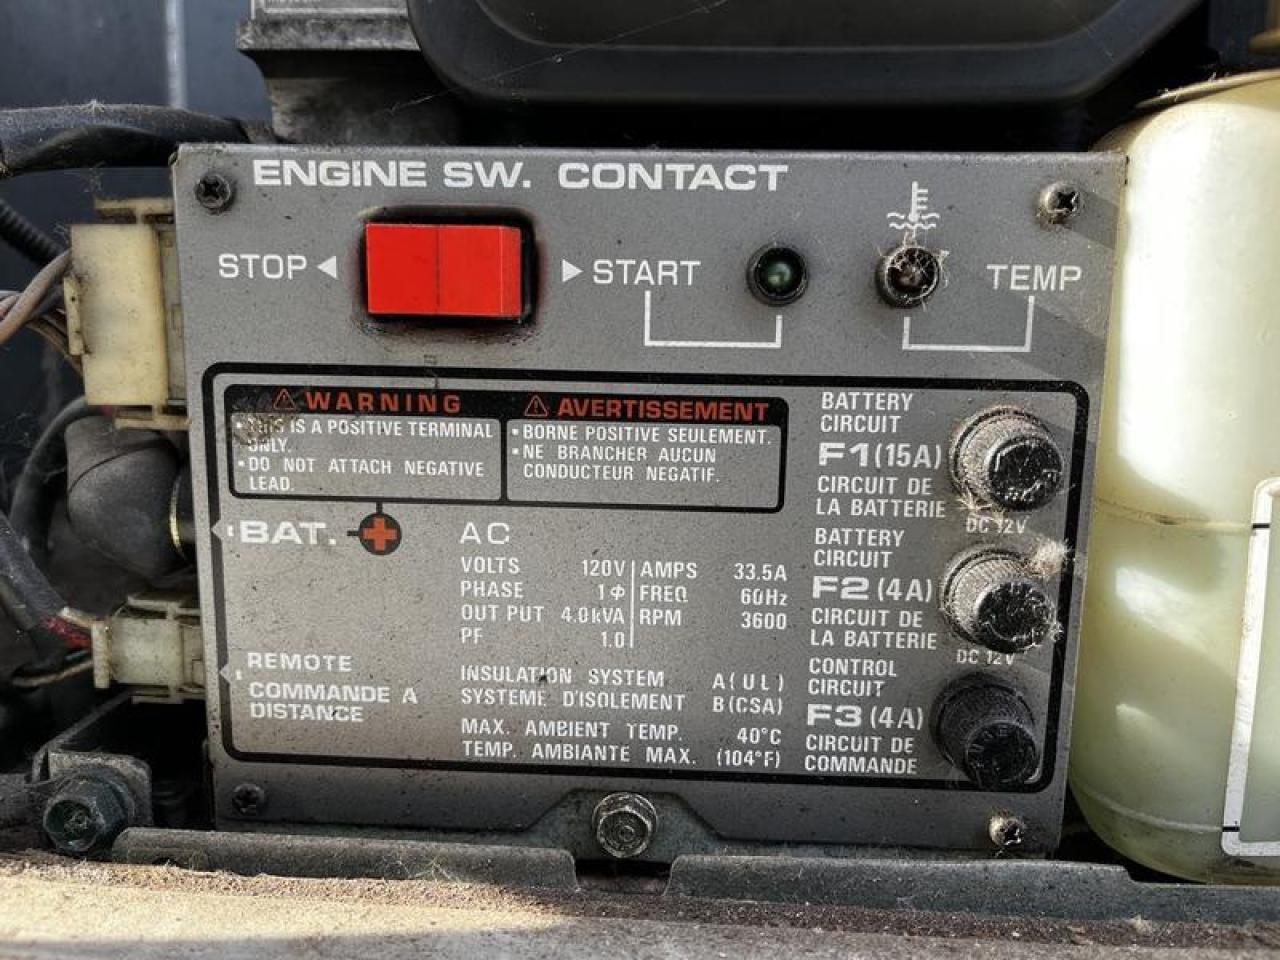 ENGINE SW. CONTACT
STOP ◀ ▶ START TEMP
⚠ WARNING
• THIS IS A POSITIVE TERMINAL
ONLY.
• DO NOT ATTACH NEGATIVE
LEAD.
⚠ AVERTISSEMENT
• BORNE POSITIVE SEULEMENT.
• NE BRANCHER AUCUN
CONDUCTEUR NEGATIF.
BAT. +
REMOTE
COMMANDE A
DISTANCE
AC
VOLTS 120V AMPS 33.5A
PHASE 1ϕ FREQ 60Hz
OUT PUT 4.0kVA RPM 3600
PF 1.0
INSULATION SYSTEM A(UL)
SYSTEME D'ISOLEMENT B(CSA)
MAX. AMBIENT TEMP. 40°C
TEMP. AMBIANTE MAX. (104°F)
BATTERY
CIRCUIT
F1(15A)
CIRCUIT DE
LA BATTERIE
DC 12V
BATTERY
CIRCUIT
F2(4A)
CIRCUIT DE
LA BATTERIE
DC 12V
CONTROL
CIRCUIT
F3(4A)
CIRCUIT DE
COMMANDE